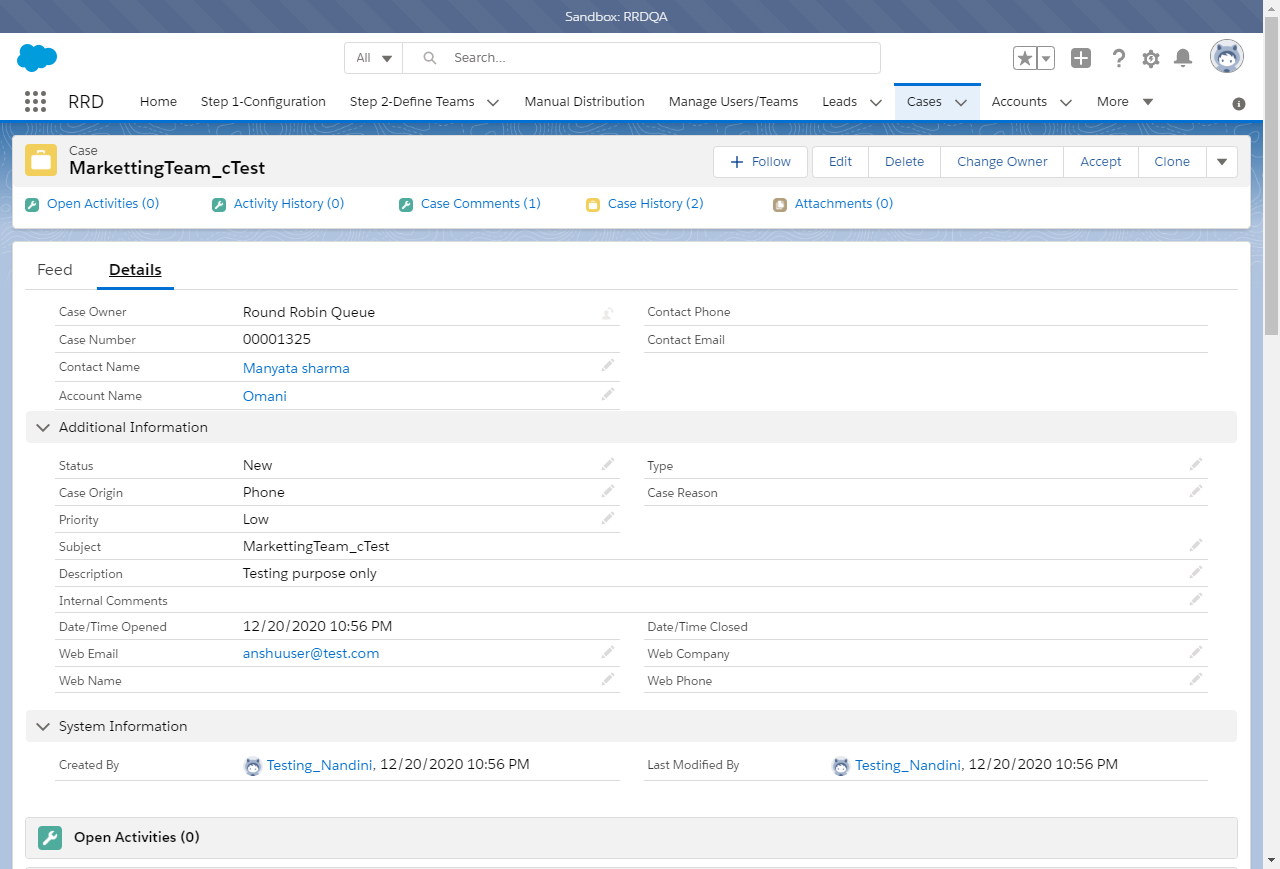 Sandbox: RRDQA
All Search...
RRD Home Step 1-Configuration Step 2-Define Teams Manual Distribution Manage Users/Teams Leads Cases Accounts More
Case
MarkettingTeam_cTest
Follow Edit Delete Change Owner Accept Clone
Open Activities (0) Activity History (0) Case Comments (1) Case History (2) Attachments (0)
Feed Details
Case Owner Round Robin Queue Contact Phone
Case Number 00001325 Contact Email
Contact Name Manyata sharma
Account Name Omani
Additional Information
Status New Type
Case Origin Phone Case Reason
Priority Low
Subject MarkettingTeam_cTest
Description Testing purpose only
Internal Comments
Date/Time Opened 12/20/2020 10:56 PM Date/Time Closed
Web Email anshuuser@test.com Web Company
Web Name Web Phone
System Information
Created By Testing_Nandini, 12/20/2020 10:56 PM Last Modified By Testing_Nandini, 12/20/2020 10:56 PM
Open Activities (0)